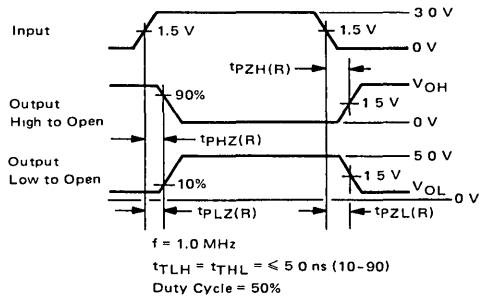 Input
1.5 V
1.5 V
3 0 V
0 V
tPZH(R)
Output
High to Open
90%
1 5 V
VOH
0 V
tPHZ(R)
Output
Low to Open
10%
1 5 V
5 0 V
VOL
0 V
tPLZ(R)
tPZL(R)
f = 1.0 MHz
tTLH = tTHL = ⩽ 5 0 ns (10-90)
Duty Cycle = 50%